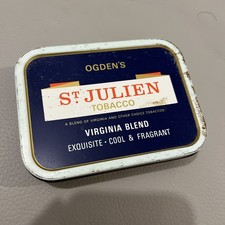 OGDEN'S
ST JULIEN
TOBACCO
A BLEND OF VIRGINIA AND OTHER CHOICE TOBACCOS
VIRGINIA BLEND
EXQUISITE · COOL & FRAGRANT